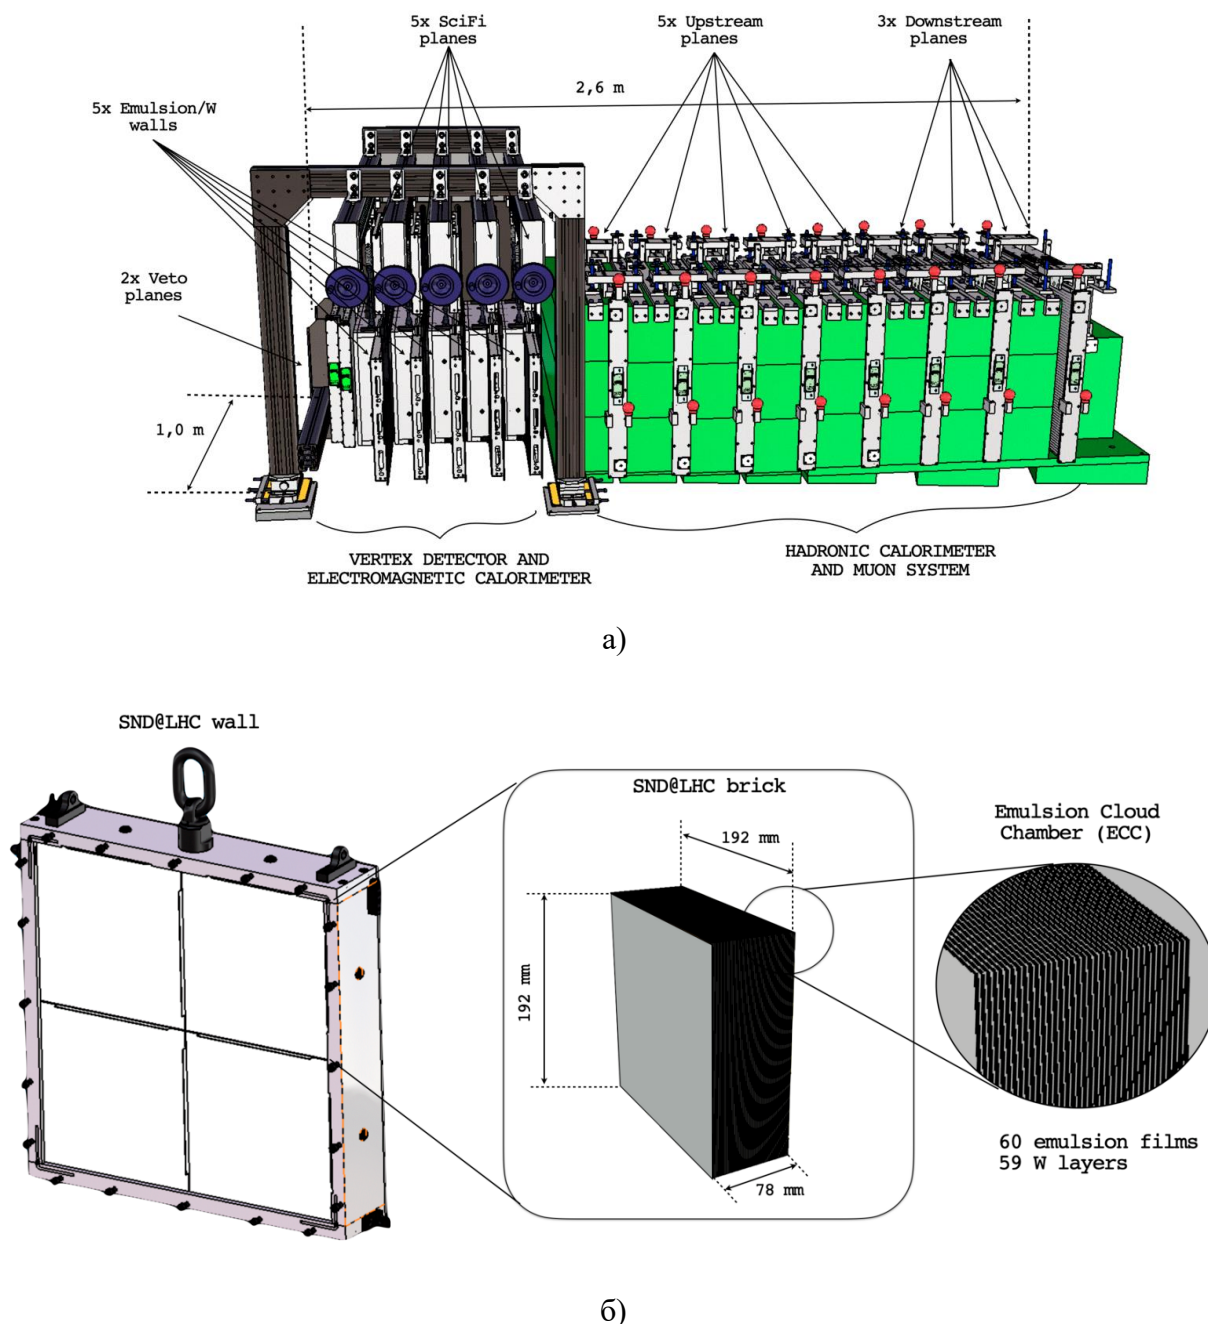 5x SciFi
planes
5x Upstream
planes
3x Downstream
planes
2,6 m
5x Emulsion/W
walls
2x Veto
planes
1,0 m
VERTEX DETECTOR AND
ELECTROMAGNETIC CALORIMETER
HADRONIC CALORIMETER
AND MUON SYSTEM
а)
SND@LHC wall
SND@LHC brick
192 mm
192 mm
78 mm
Emulsion Cloud
Chamber (ECC)
60 emulsion films
59 W layers
б)